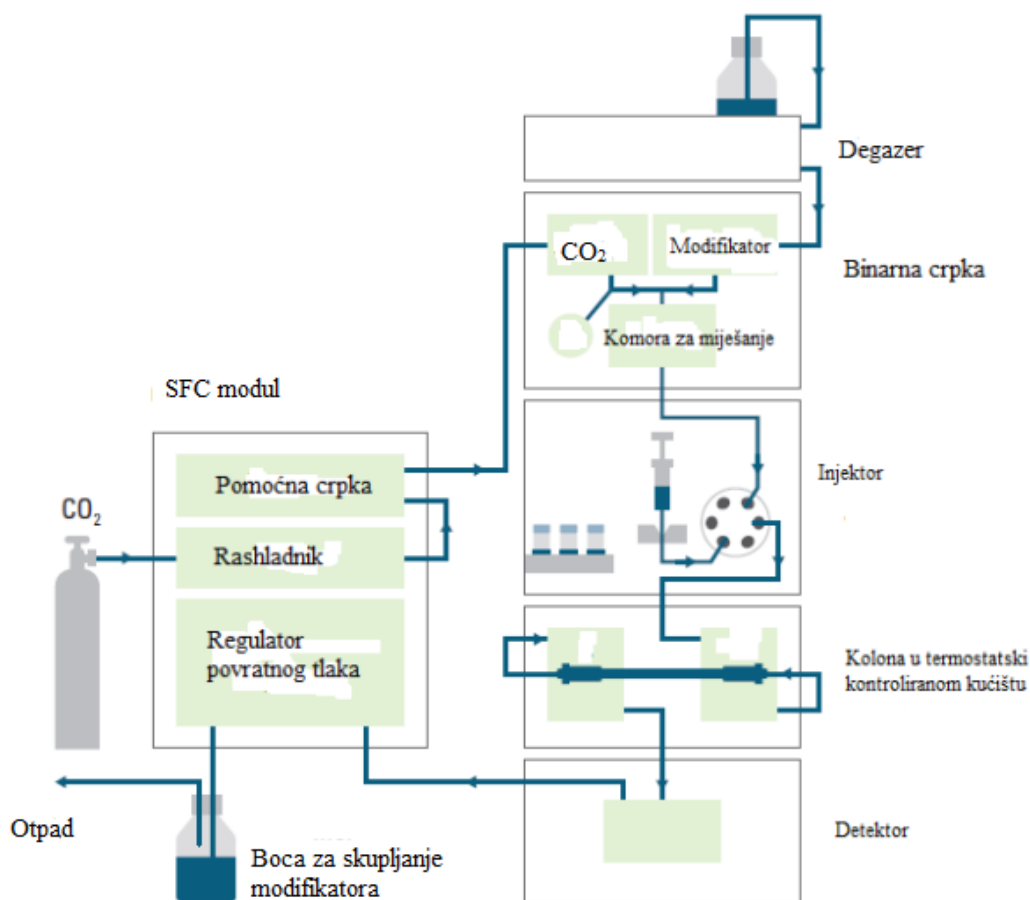 Degazer
CO₂
Modifikator
Binarna crpka
Komora za miješanje
SFC modul
Injektor
Pomoćna crpka
CO₂
Rashladnik
Regulator
povratnog tlaka
Kolona u termostatski
kontroliranom kućištu
Otpad
Boca za skupljanje
modifikatora
Detektor